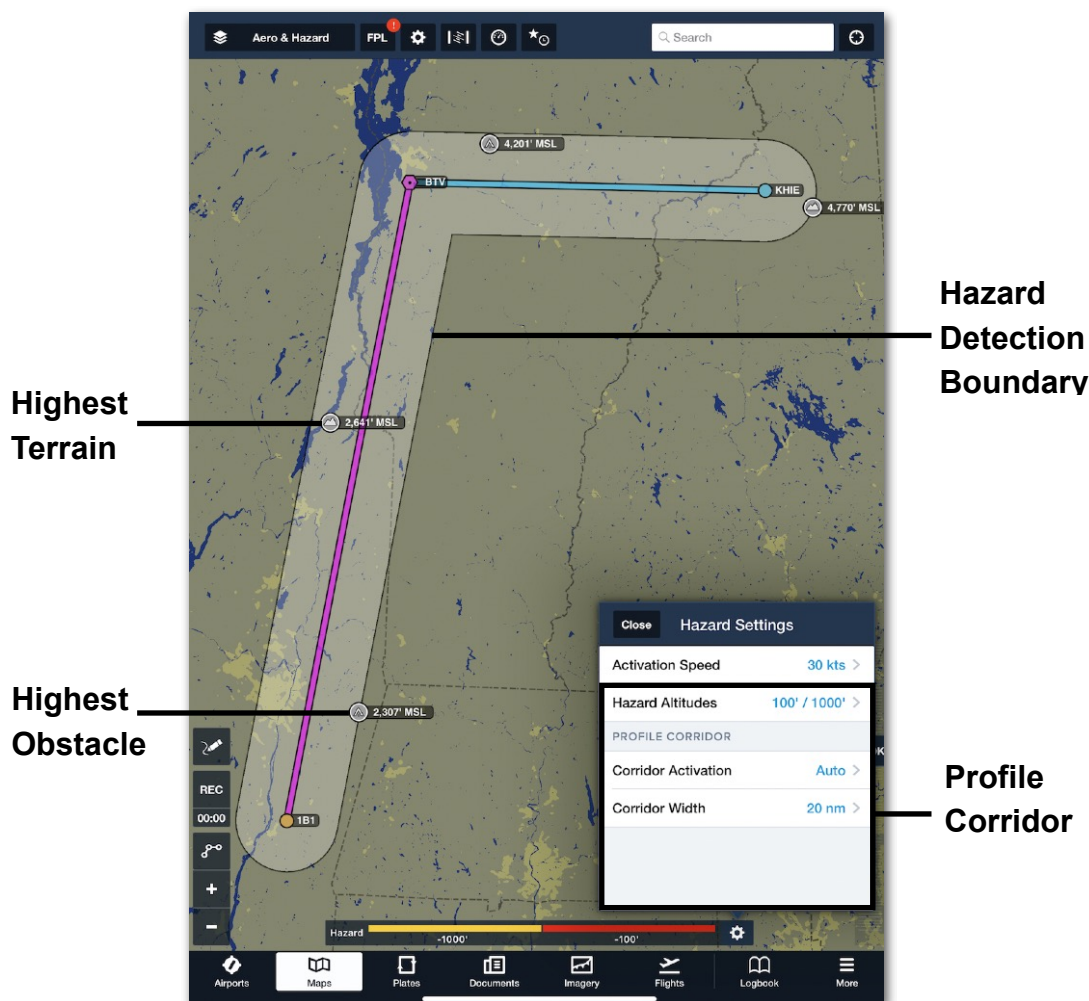 Aero & Hazard
FPL
!
Search
4,201' MSL
BTV
KHIE
4,770' MSL
Hazard
Detection
Boundary
Highest
Terrain
2,641' MSL
Close
Hazard Settings
Activation Speed
30 kts >
Hazard Altitudes
100' / 1000' >
PROFILE CORRIDOR
Corridor Activation
Auto >
Corridor Width
20 nm >
Highest
Obstacle
2,307' MSL
Profile
Corridor
REC
00:00
1B1
+
−
Hazard
-1000'
-100'
Airports
Maps
Plates
Documents
Imagery
Flights
Logbook
More